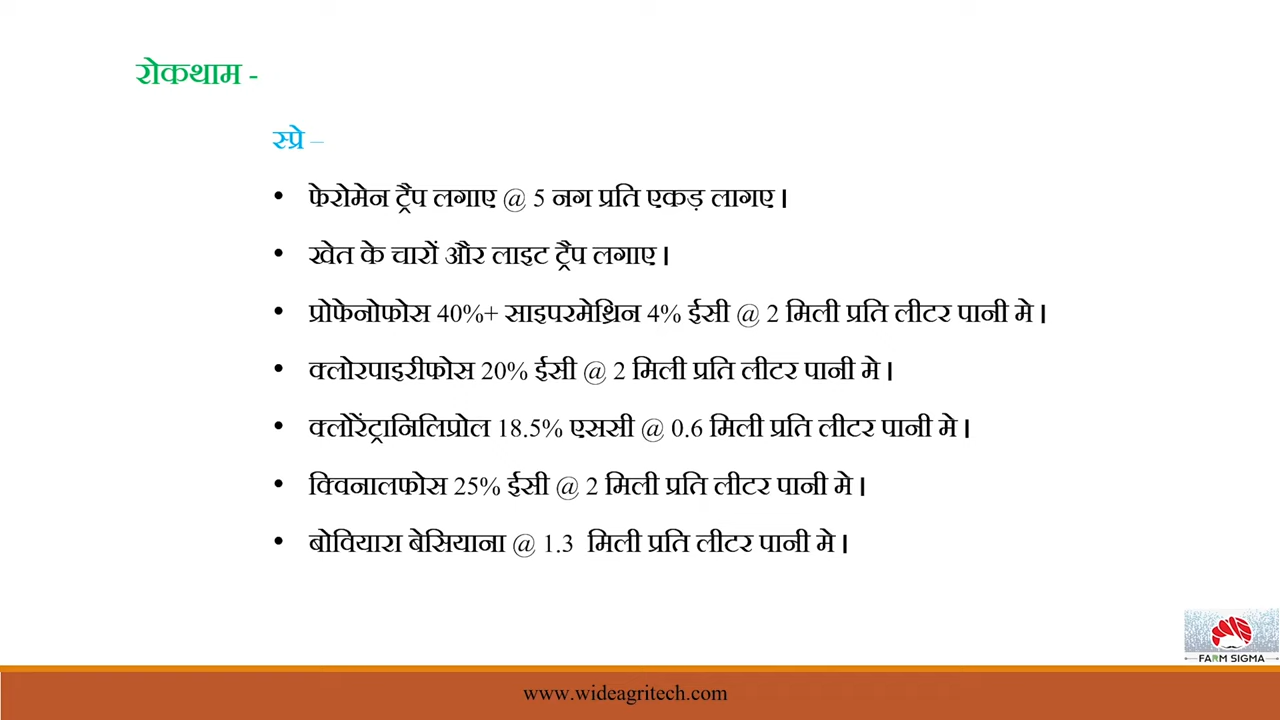 रोकथाम -
स्प्रे –
• फेरोमेन ट्रैप लगाए @ 5 नग प्रति एकड़ लागए।
• खेत के चारों और लाइट ट्रैप लगाए।
• प्रोफेनोफोस 40%+ साइपरमेथ्रिन 4% ईसी @ 2 मिली प्रति लीटर पानी मे।
• क्लोरपाइरीफोस 20% ईसी @ 2 मिली प्रति लीटर पानी मे।
• क्लोरेंट्रानिलिप्रोल 18.5% एससी @ 0.6 मिली प्रति लीटर पानी मे।
• क्विनालफोस 25% ईसी @ 2 मिली प्रति लीटर पानी मे।
• बोवियारा बेसियाना @ 1.3 मिली प्रति लीटर पानी मे।
FARM SIGMA
www.wideagritech.com